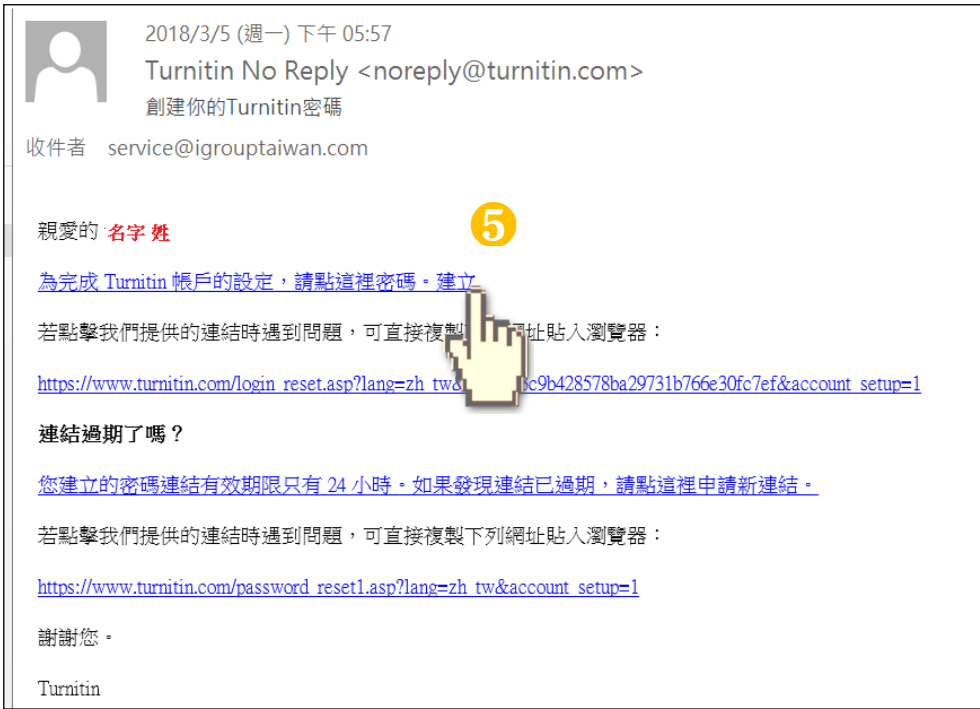 2018/3/5 (週一) 下午 05:57
Turnitin No Reply <noreply@turnitin.com>
創建你的Turnitin密碼
收件者 service@igrouptaiwan.com
親愛的 名字 姓
5
為完成 Turnitin 帳戶的設定，請點這裡密碼。建立
若點擊我們提供的連結時遇到問題，可直接複製 網址貼入瀏覽器：
https://www.turnitin.com/login_reset.asp?lang=zh_tw& c9b428578ba29731b766e30fc7ef&account_setup=1
連結過期了嗎？
您建立的密碼連結有效期限只有 24 小時。如果發現連結已過期，請點這裡申請新連結。
若點擊我們提供的連結時遇到問題，可直接複製下列網址貼入瀏覽器：
https://www.turnitin.com/password_reset1.asp?lang=zh_tw&account_setup=1
謝謝您。
Turnitin